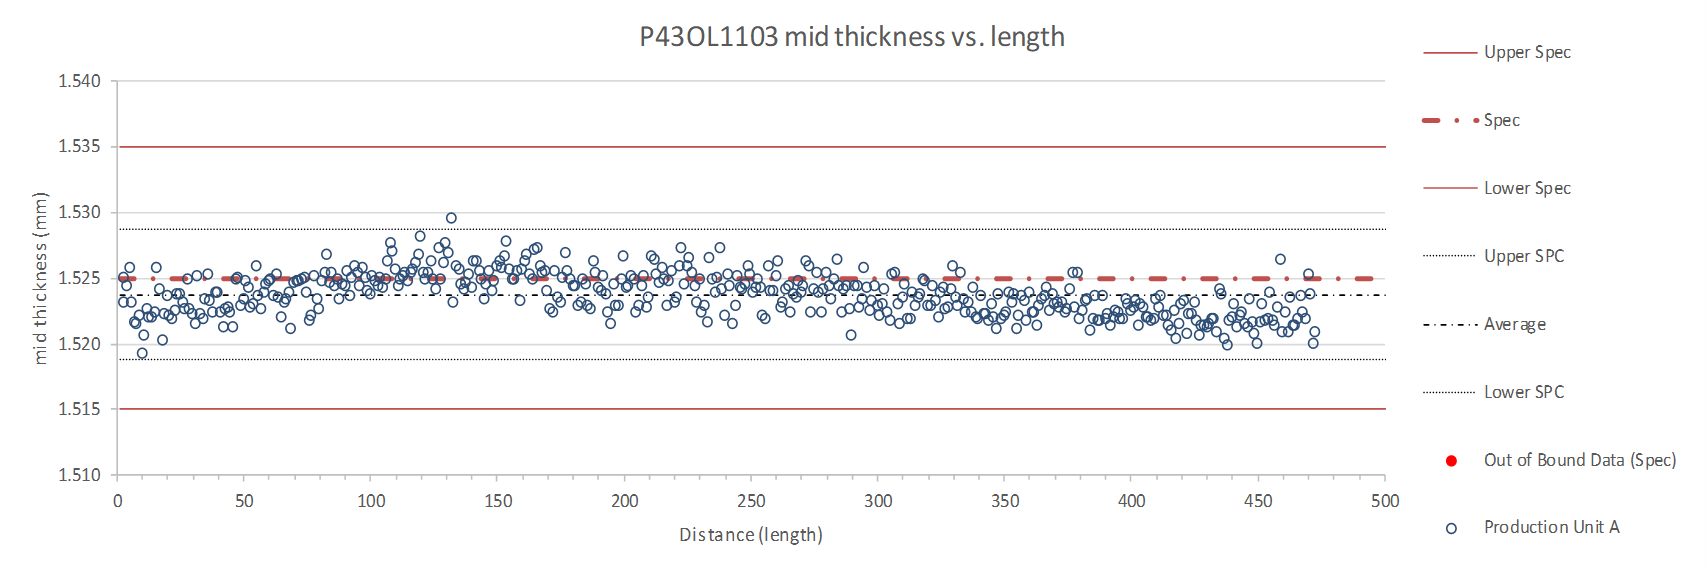 P43OL1103 mid thickness vs. length
1.540
1.535
1.530
1.525
1.520
1.515
1.510
mid thickness (mm)
0 50 100 150 200 250 300 350 400 450 500
Distance (length)
Upper Spec
Spec
Lower Spec
Upper SPC
Average
Lower SPC
Out of Bound Data (Spec)
Production Unit A